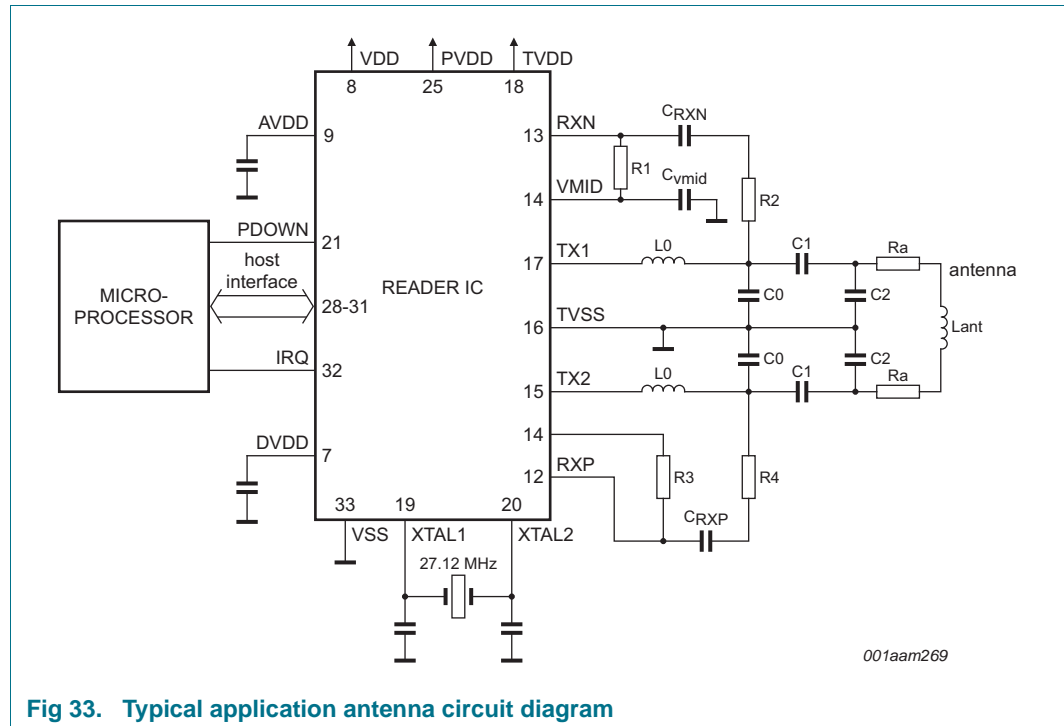 VDD PVDD TVDD
8 25 18
AVDD 9
13 RXN
CRXN
R1
R2
14 VMID
Cvmid
PDOWN 21
host
interface
28-31
MICRO-
PROCESSOR
READER IC
IRQ 32
17 TX1
L0
C1
Ra
antenna
C0
C2
16 TVSS
Lant
C0
C2
15 TX2
L0
C1
Ra
14
12 RXP
R3
R4
CRXP
DVDD 7
33 19 20
VSS XTAL1 XTAL2
27.12 MHz
001aam269
Fig 33. Typical application antenna circuit diagram